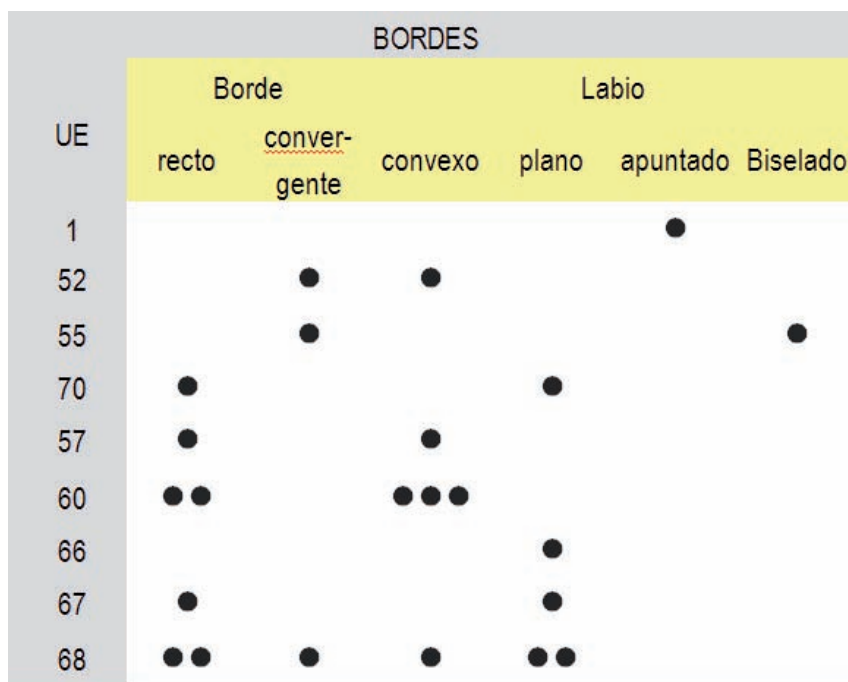 BORDES
Borde Labio
UE
recto conver-
gente convexo plano apuntado Biselado
1
52
55
70
57
60
66
67
68